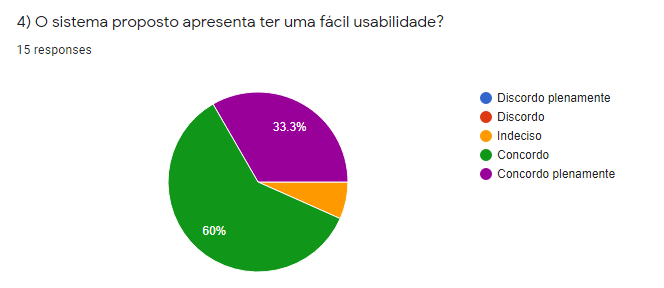 4) O sistema proposto apresenta ter uma fácil usabilidade?
15 responses
33.3%
60%
Discordo plenamente
Discordo
Indeciso
Concordo
Concordo plenamente